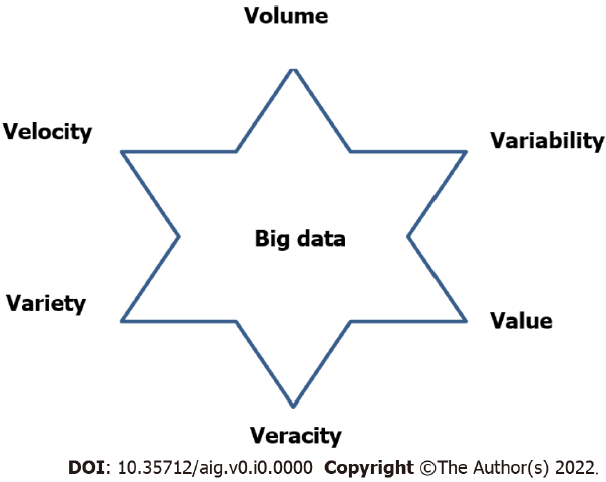 Volume
Velocity
Variability
Big data
Variety
Value
Veracity
DOI: 10.35712/aig.v0.i0.0000 Copyright ©The Author(s) 2022.